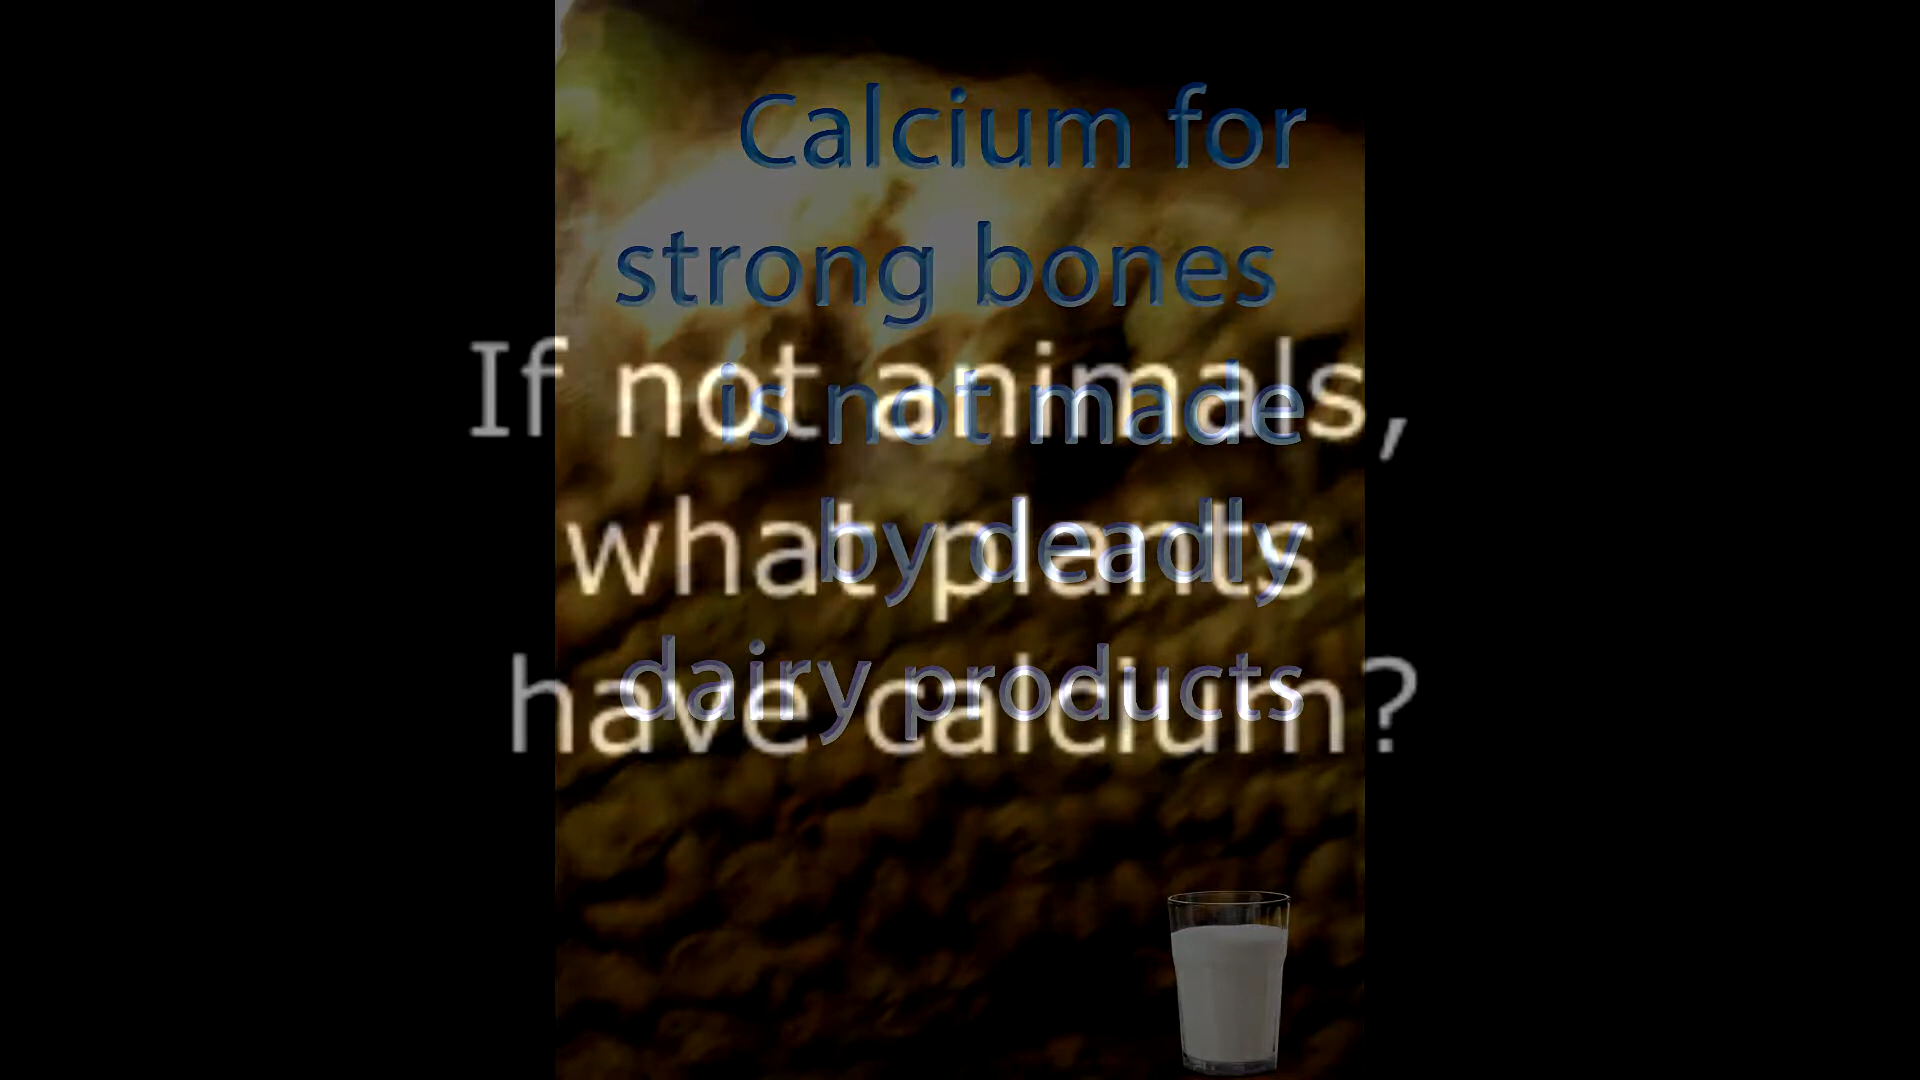 Calcium for
strong bones
is not made
by deadly
dairy products
If not animals,
what plants
have calcium?